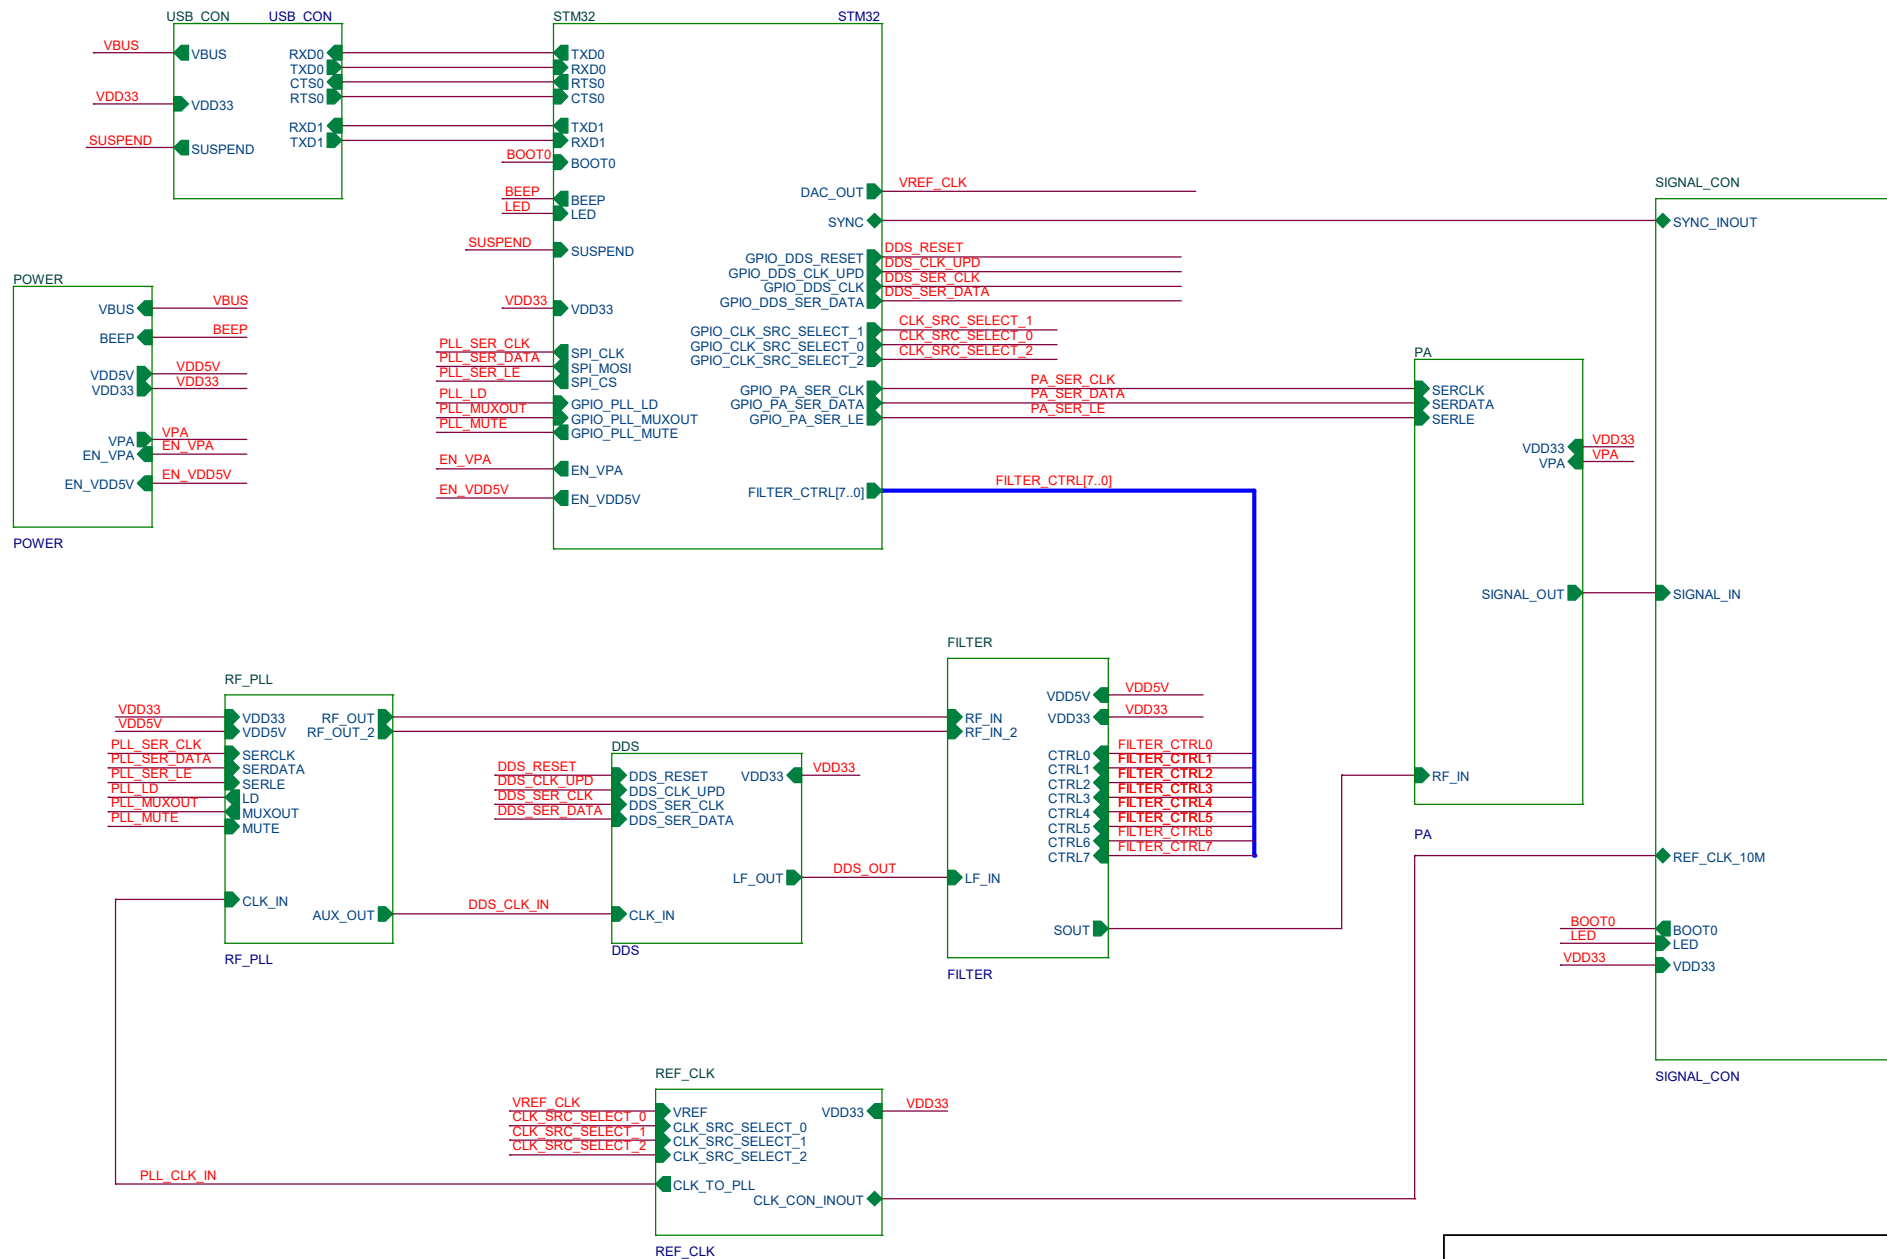 USB_CON USB_CON
VBUS VBUS
VDD33 VDD33
SUSPEND SUSPEND
RXD0
TXD0
CTS0
RTS0
RXD1
TXD1
STM32 STM32
TXD0
RXD0
RTS0
CTS0
TXD1
RXD1
BOOT0 BOOT0
BEEP BEEP
LED LED
SUSPEND SUSPEND
VDD33 VDD33
PLL_SER_CLK SPI_CLK
PLL_SER_DATA SPI_MOSI
PLL_SER_LE SPI_CS
PLL_LD GPIO_PLL_LD
PLL_MUXOUT GPIO_PLL_MUXOUT
PLL_MUTE GPIO_PLL_MUTE
EN_VPA EN_VPA
EN_VDD5V EN_VDD5V
DAC_OUT VREF_CLK
SYNC
GPIO_DDS_RESET DDS_RESET
GPIO_DDS_CLK_UPD DDS_CLK_UPD
GPIO_DDS_CLK DDS_SER_CLK
GPIO_DDS_SER_DATA DDS_SER_DATA
GPIO_CLK_SRC_SELECT_1 CLK_SRC_SELECT_1
GPIO_CLK_SRC_SELECT_0 CLK_SRC_SELECT_0
GPIO_CLK_SRC_SELECT_2 CLK_SRC_SELECT_2
GPIO_PA_SER_CLK PA_SER_CLK
GPIO_PA_SER_DATA PA_SER_DATA
GPIO_PA_SER_LE PA_SER_LE
FILTER_CTRL[7..0] FILTER_CTRL[7..0]
POWER
VBUS VBUS
BEEP BEEP
VDD5V VDD5V
VDD33 VDD33
VPA VPA
EN_VPA EN_VPA
EN_VDD5V EN_VDD5V
POWER
PA
SERCLK
SERDATA
SERLE
VDD33 VDD33
VPA VPA
SIGNAL_OUT
RF_IN
PA
SIGNAL_CON
SYNC_INOUT
SIGNAL_IN
REF_CLK_10M
BOOT0 BOOT0
LED LED
VDD33 VDD33
SIGNAL_CON
RF_PLL
VDD33 VDD33 RF_OUT
VDD5V VDD5V RF_OUT_2
PLL_SER_CLK SERCLK
PLL_SER_DATA SERDATA
PLL_SER_LE SERLE
PLL_LD LD
PLL_MUXOUT MUXOUT
PLL_MUTE MUTE
CLK_IN
AUX_OUT DDS_CLK_IN
RF_PLL
DDS
DDS_RESET DDS_RESET VDD33 VDD33
DDS_CLK_UPD DDS_CLK_UPD
DDS_SER_CLK DDS_SER_CLK
DDS_SER_DATA DDS_SER_DATA
LF_OUT DDS_OUT
CLK_IN
DDS
FILTER
VDD5V VDD5V
RF_IN VDD33 VDD33
RF_IN_2
CTRL0 FILTER_CTRL0
CTRL1 FILTER_CTRL1
CTRL2 FILTER_CTRL2
CTRL3 FILTER_CTRL3
CTRL4 FILTER_CTRL4
CTRL5 FILTER_CTRL5
CTRL6 FILTER_CTRL6
CTRL7 FILTER_CTRL7
LF_IN
SOUT
FILTER
REF_CLK
VREF_CLK VREF VDD33 VDD33
CLK_SRC_SELECT_0 CLK_SRC_SELECT_0
CLK_SRC_SELECT_1 CLK_SRC_SELECT_1
CLK_SRC_SELECT_2 CLK_SRC_SELECT_2
PLL_CLK_IN CLK_TO_PLL
CLK_CON_INOUT
REF_CLK